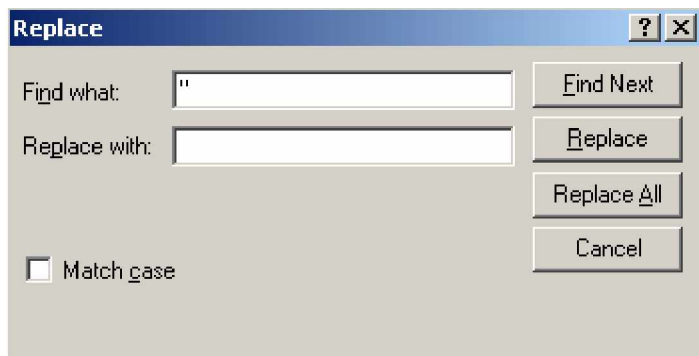 Replace
Find what: "
Find Next
Replace with:
Replace
Replace All
Cancel
Match case